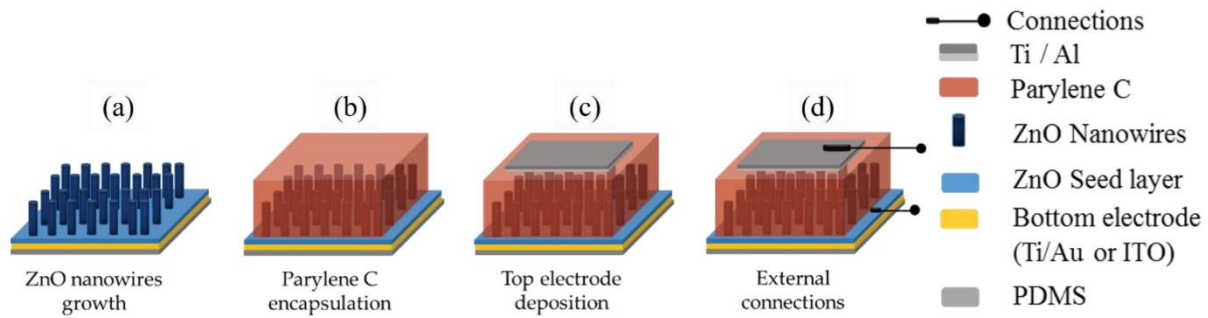 (a)
(b)
(c)
(d)
ZnO nanowires
growth
Parylene C
encapsulation
Top electrode
deposition
External
connections
Connections
Ti / Al
Parylene C
ZnO Nanowires
ZnO Seed layer
Bottom electrode
(Ti/Au or ITO)
PDMS